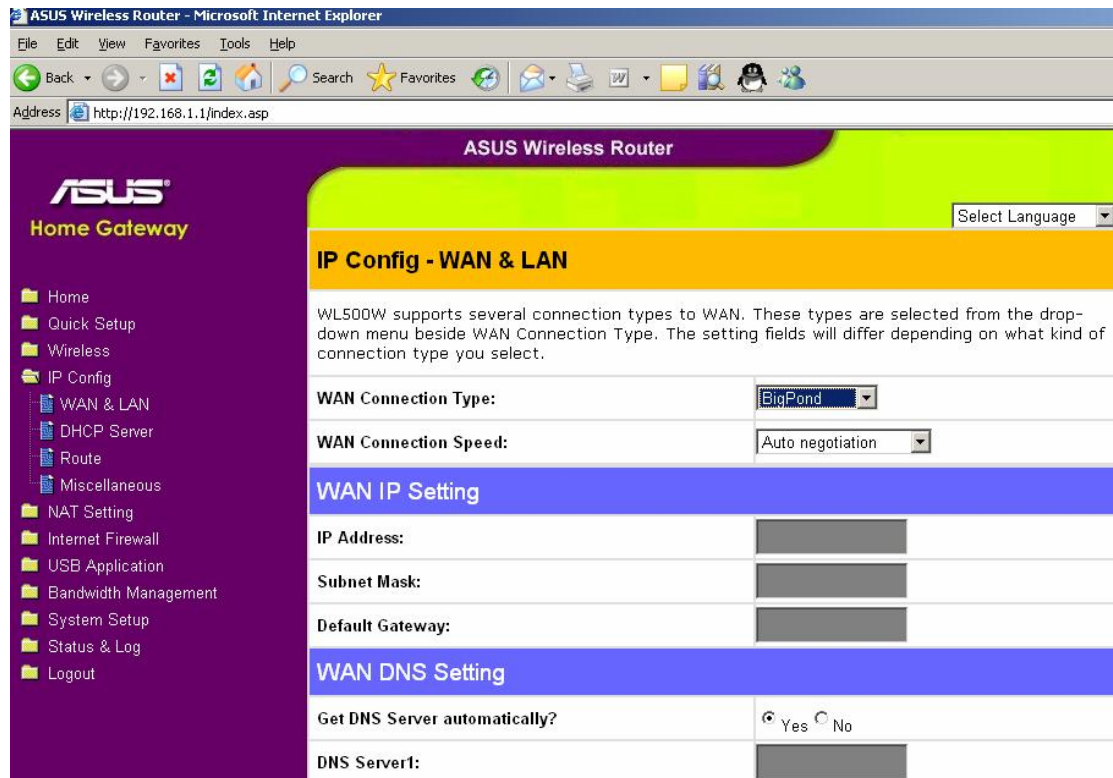 ASUS Wireless Router - Microsoft Internet Explorer
File Edit View Favorites Tools Help
Back Search Favorites
Address http://192.168.1.1/index.asp
ASUS Wireless Router
ASUS
Home Gateway
Select Language
Home
Quick Setup
Wireless
IP Config
WAN & LAN
DHCP Server
Route
Miscellaneous
NAT Setting
Internet Firewall
USB Application
Bandwidth Management
System Setup
Status & Log
Logout
IP Config - WAN & LAN
WL500W supports several connection types to WAN. These types are selected from the drop-
down menu beside WAN Connection Type. The setting fields will differ depending on what kind of
connection type you select.
WAN Connection Type: BigPond
WAN Connection Speed: Auto negotiation
WAN IP Setting
IP Address:
Subnet Mask:
Default Gateway:
WAN DNS Setting
Get DNS Server automatically? Yes No
DNS Server1: